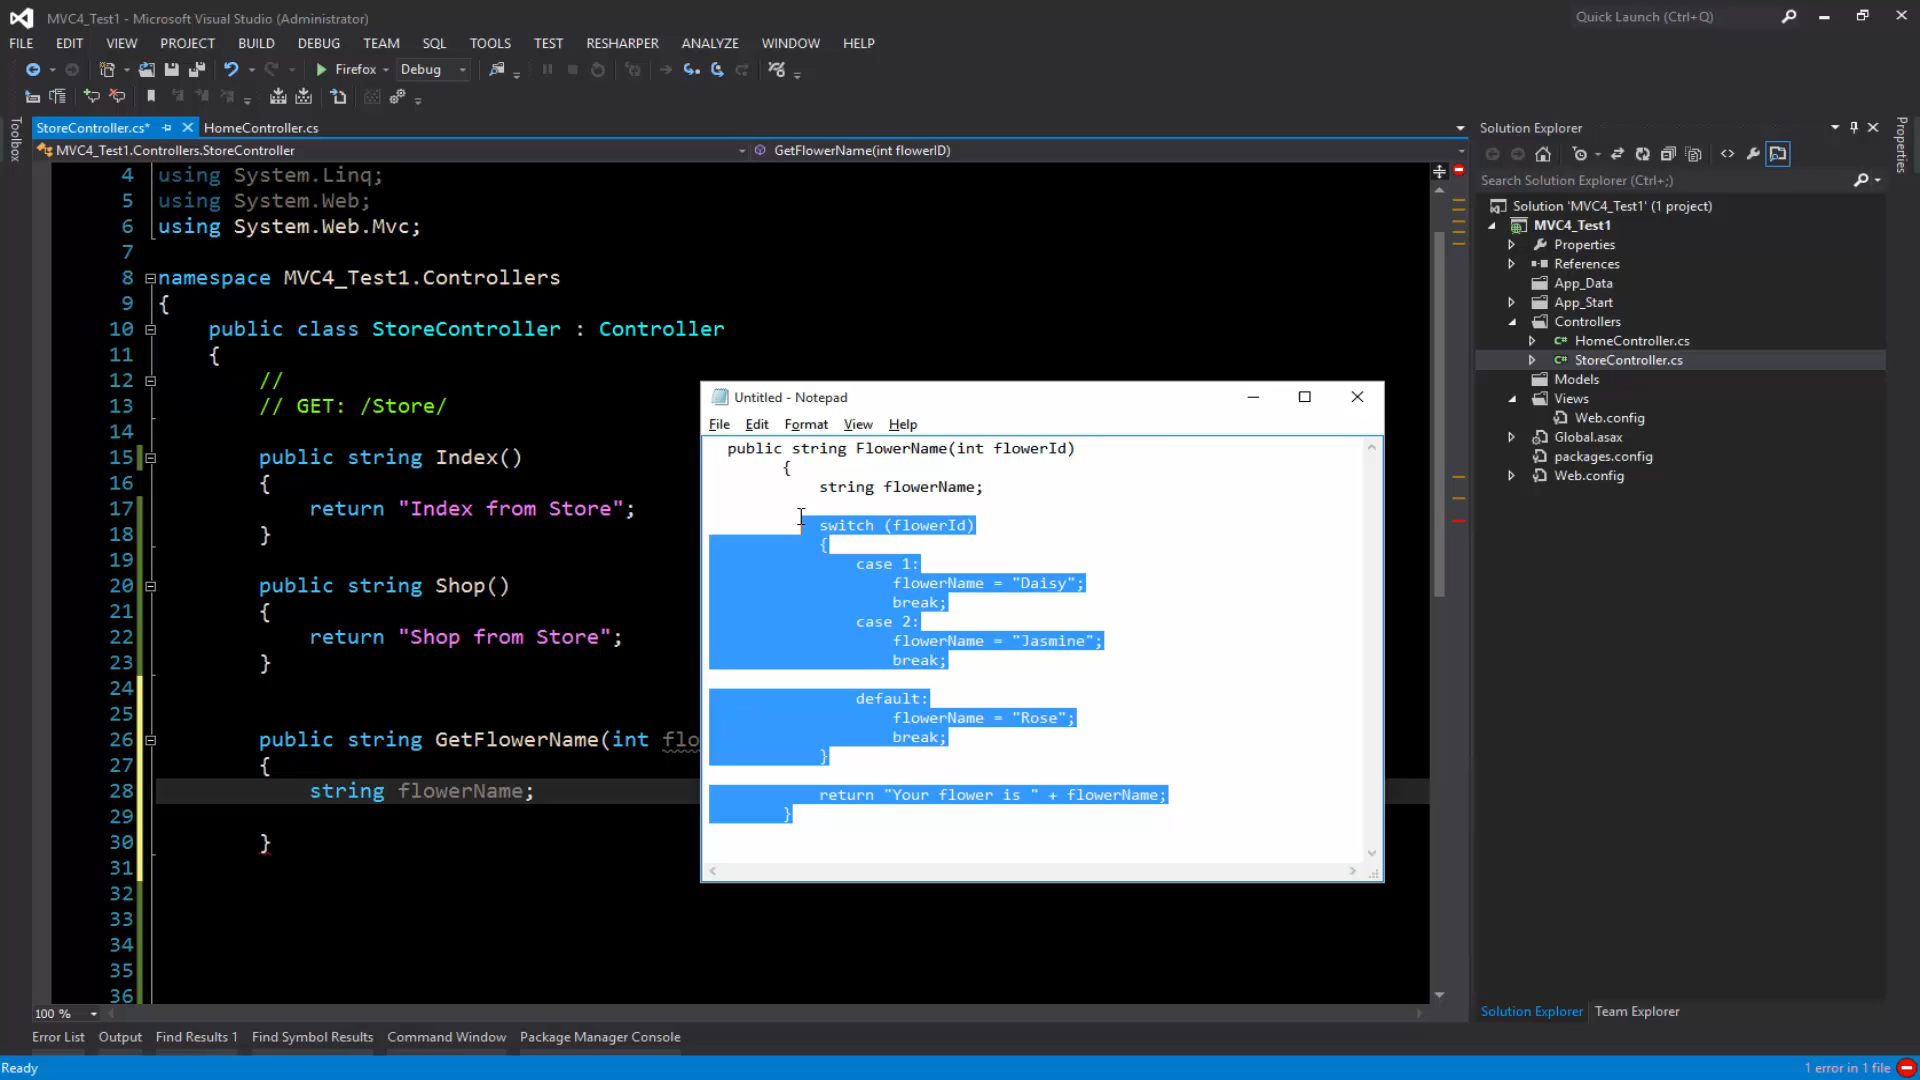 MVC4_Test1 - Microsoft Visual Studio (Administrator)
Quick Launch (Ctrl+Q)
FILE EDIT VIEW PROJECT BUILD DEBUG TEAM SQL TOOLS TEST RESHARPER ANALYZE WINDOW HELP
Firefox Debug
Toolbox
StoreController.cs* HomeController.cs
MVC4_Test1.Controllers.StoreController GetFlowerName(int flowerID)
4 using System.Linq;
5 using System.Web;
6 using System.Web.Mvc;
7
8 namespace MVC4_Test1.Controllers
9 {
10 public class StoreController : Controller
11 {
12 //
13 // GET: /Store/
14
15 public string Index()
16 {
17 return "Index from Store";
18 }
19
20 public string Shop()
21 {
22 return "Shop from Store";
23 }
24
25
26 public string GetFlowerName(int flo
27 {
28 string flowerName;
29
30 }
31
32
33
34
35
36
100 %
Untitled - Notepad
File Edit Format View Help
public string FlowerName(int flowerId)
{
string flowerName;
switch (flowerId)
{
case 1:
flowerName = "Daisy";
break;
case 2:
flowerName = "Jasmine";
break;
default:
flowerName = "Rose";
break;
}
return "Your flower is " + flowerName;
}
Solution Explorer
Search Solution Explorer (Ctrl+;)
Solution 'MVC4_Test1' (1 project)
MVC4_Test1
Properties
References
App_Data
App_Start
Controllers
C# HomeController.cs
C# StoreController.cs
Models
Views
Web.config
Global.asax
packages.config
Web.config
Properties
Solution Explorer Team Explorer
Error List Output Find Results 1 Find Symbol Results Command Window Package Manager Console
Ready
1 error in 1 file